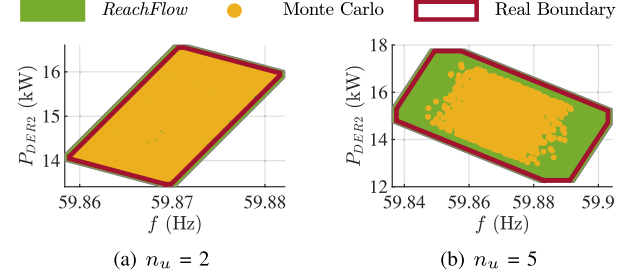 ReachFlow Monte Carlo Real Boundary
P_{DER2} (kW)
16
15
14
59.86 59.87 59.88
f (Hz)
(a) n_u = 2
P_{DER2} (kW)
18
16
14
12
59.84 59.86 59.88 59.9
f (Hz)
(b) n_u = 5